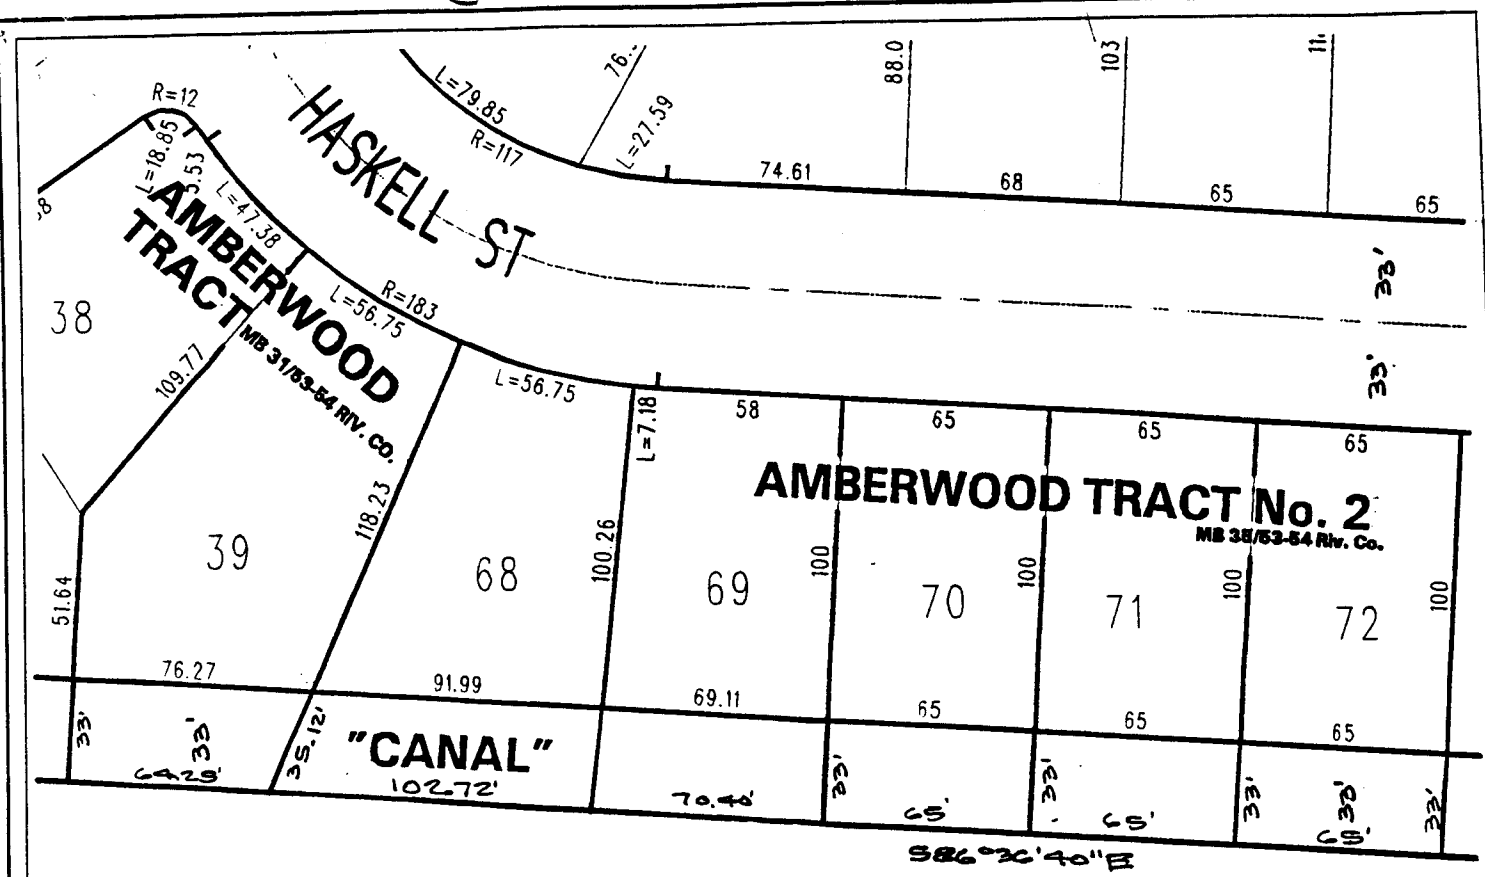 R=12
L=18.85
5.53
L=47.38
HASKELL ST
L=79.85
R=117
L=27.59
74.61
88.0
68
103
65
65
33'
33'
AMBERWOOD
TRACT
MB 31/53-54 RIV. CO.
R=183
L=56.75
L=56.75
L=7.18
58
65
65
65
38
109.77
118.23
100.26
AMBERWOOD TRACT No. 2
MB 38/53-54 Riv. Co.
100
100
100
100
39
68
69
70
71
72
51.64
76.27
91.99
69.11
65
65
65
33'
33'
35.12'
"CANAL"
64.25'
102.72'
70.40'
33'
65'
33'
65'
33'
33'
65'
33'
S86°36'40"E